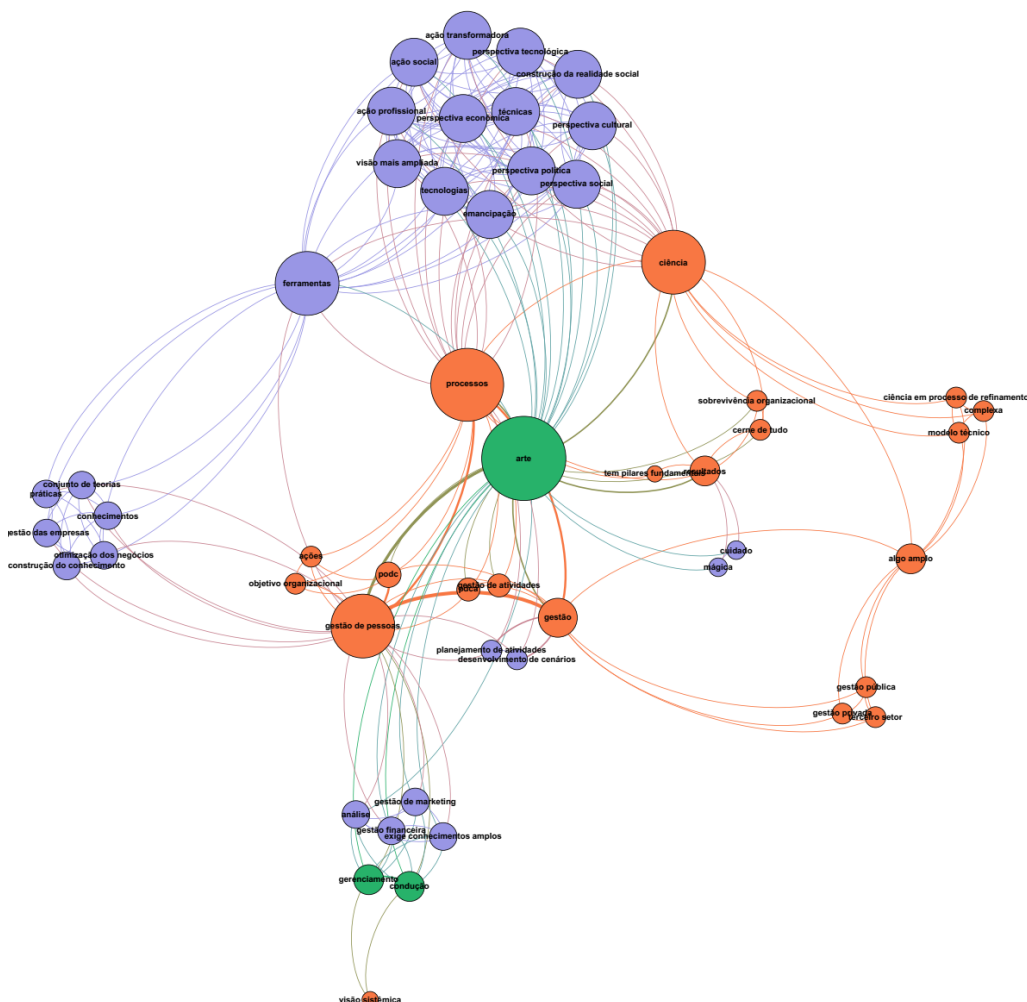 ação transformadora
perspectiva tecnológica
ação social
construção da realidade social
ação profissional
técnicas
perspectiva econômica
perspectiva cultural
visão mais ampliada
perspectiva política
tecnologias
perspectiva social
emancipação
ciência
ferramentas
processos
sobrevivência organizacional
ciência em processo de refinamento
complexa
cerne de tudo
modelo técnico
arte
tem pilares fundamentais
resultados
conjunto de teorias
práticas
conhecimentos
gestão das empresas
otimização dos negócios
construção do conhecimento
cuidado
mágica
algo amplo
ações
podc
objetivo organizacional
gestão de atividades
pdca
gestão
gestão de pessoas
planejamento de atividades
desenvolvimento de cenários
gestão pública
gestão privada
terceiro setor
gestão de marketing
análise
gestão financeira
exige conhecimentos amplos
gerenciamento
condução
visão sistêmica